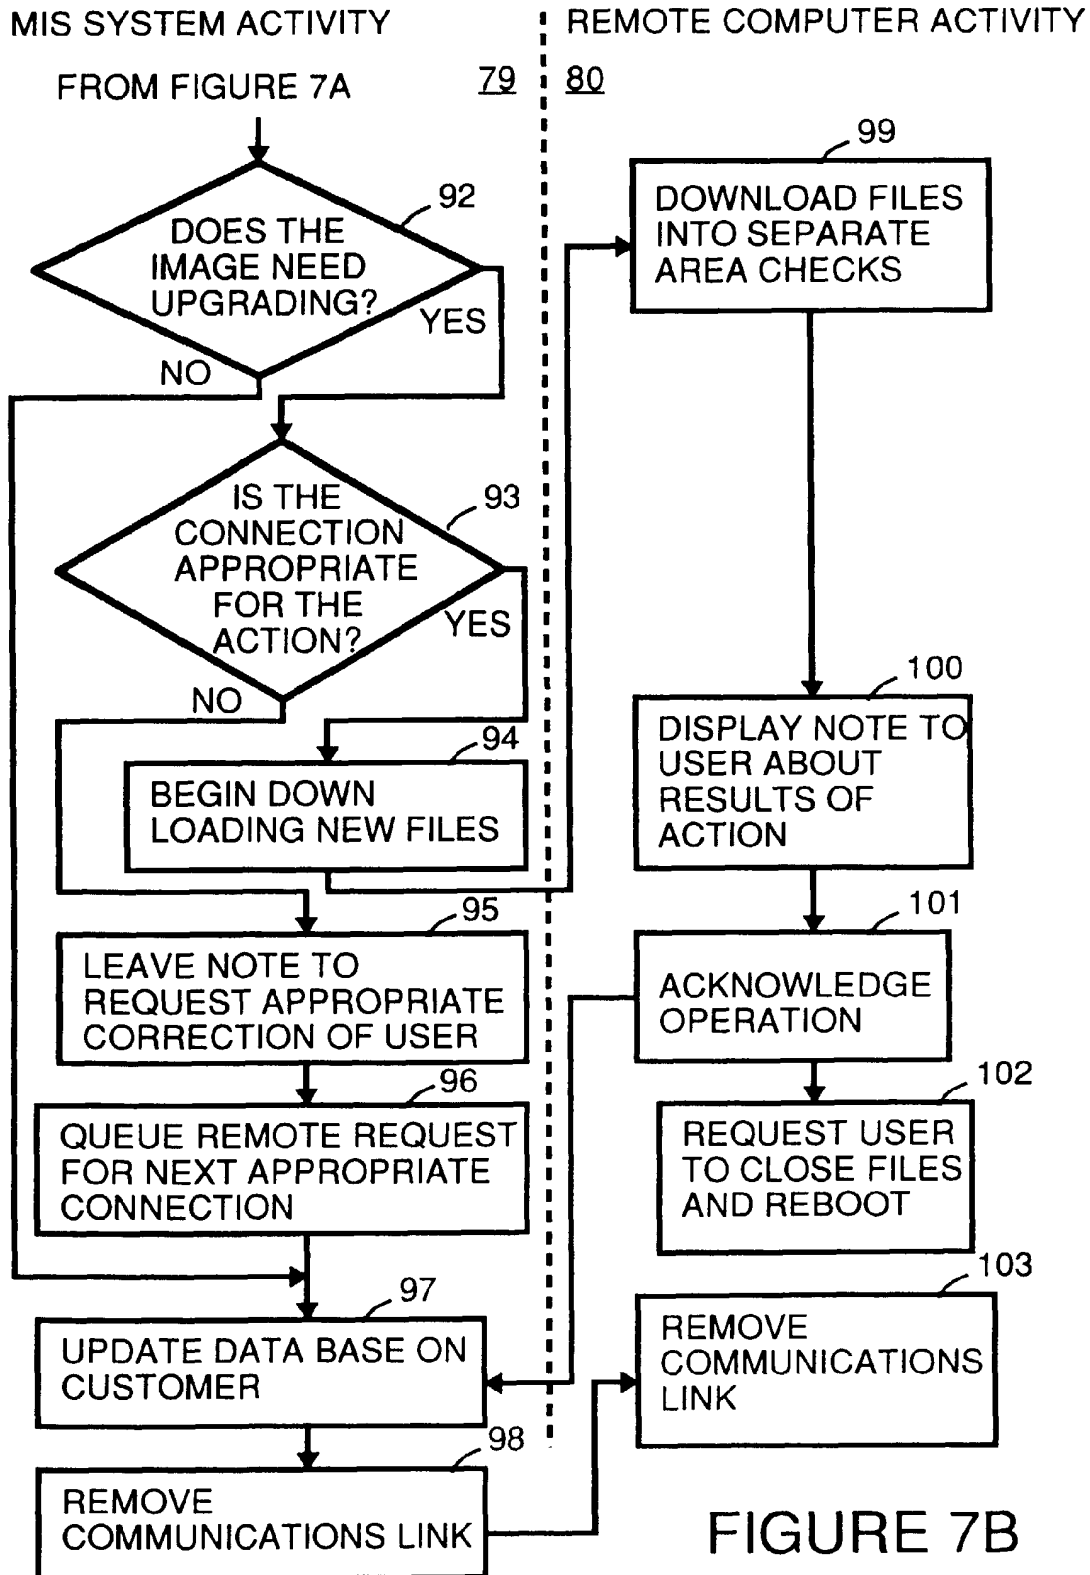 MIS SYSTEM ACTIVITY
REMOTE COMPUTER ACTIVITY
FROM FIGURE 7A
79
80
92
DOES THE
IMAGE NEED
UPGRADING?
YES
NO
93
IS THE
CONNECTION
APPROPRIATE
FOR THE
ACTION?
YES
NO
94
BEGIN DOWN
LOADING NEW FILES
95
LEAVE NOTE TO
REQUEST APPROPRIATE
CORRECTION OF USER
96
QUEUE REMOTE REQUEST
FOR NEXT APPROPRIATE
CONNECTION
97
UPDATE DATA BASE ON
CUSTOMER
98
REMOVE
COMMUNICATIONS LINK
99
DOWNLOAD FILES
INTO SEPARATE
AREA CHECKS
100
DISPLAY NOTE TO
USER ABOUT
RESULTS OF
ACTION
101
ACKNOWLEDGE
OPERATION
102
REQUEST USER
TO CLOSE FILES
AND REBOOT
103
REMOVE
COMMUNICATIONS
LINK
FIGURE 7B